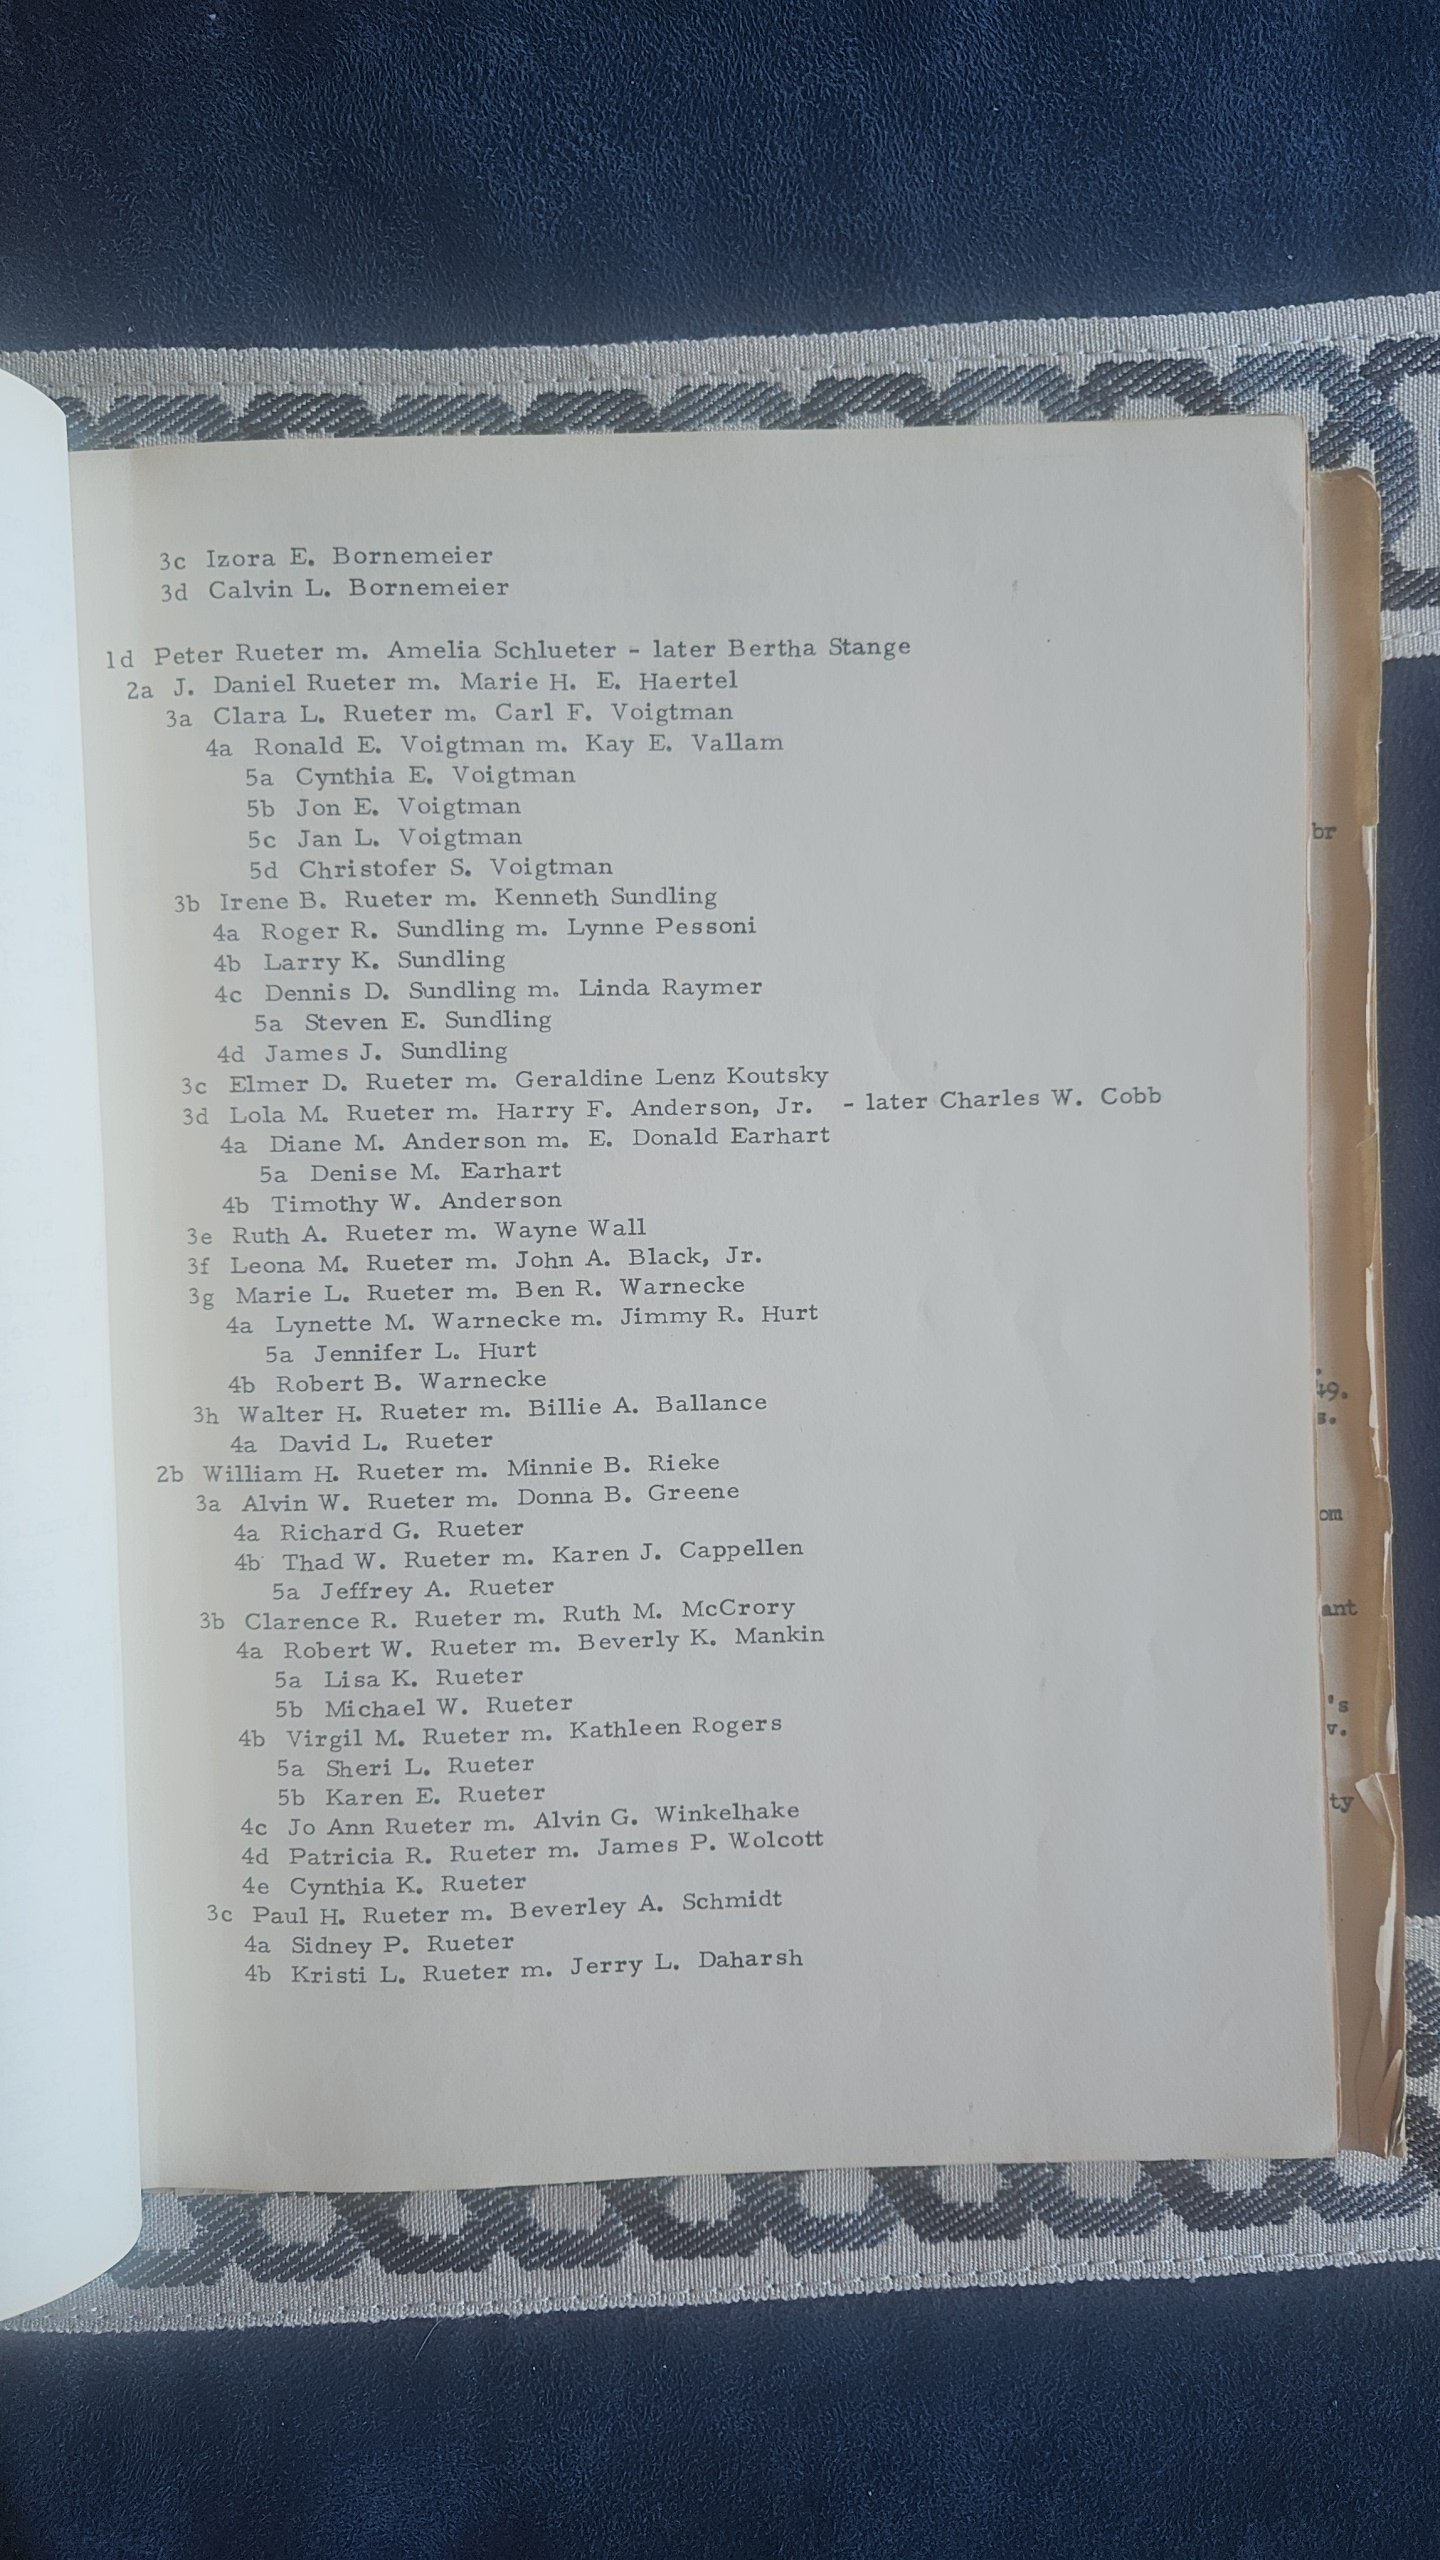 3c Izora E. Bornemeier
3d Calvin L. Bornemeier
1d Peter Rueter m. Amelia Schlueter - later Bertha Stange
2a J. Daniel Rueter m. Marie H. E. Haertel
3a Clara L. Rueter m. Carl F. Voigtman
4a Ronald E. Voigtman m. Kay E. Vallam
5a Cynthia E. Voigtman
5b Jon E. Voigtman
5c Jan L. Voigtman
5d Christofer S. Voigtman
3b Irene B. Rueter m. Kenneth Sundling
4a Roger R. Sundling m. Lynne Pessoni
4b Larry K. Sundling
4c Dennis D. Sundling m. Linda Raymer
5a Steven E. Sundling
4d James J. Sundling
3c Elmer D. Rueter m. Geraldine Lenz Koutsky
3d Lola M. Rueter m. Harry F. Anderson, Jr. - later Charles W. Cobb
4a Diane M. Anderson m. E. Donald Earhart
5a Denise M. Earhart
4b Timothy W. Anderson
3e Ruth A. Rueter m. Wayne Wall
3f Leona M. Rueter m. John A. Black, Jr.
3g Marie L. Rueter m. Ben R. Warnecke
4a Lynette M. Warnecke m. Jimmy R. Hurt
5a Jennifer L. Hurt
4b Robert B. Warnecke
3h Walter H. Rueter m. Billie A. Ballance
4a David L. Rueter
2b William H. Rueter m. Minnie B. Rieke
3a Alvin W. Rueter m. Donna B. Greene
4a Richard G. Rueter
4b Thad W. Rueter m. Karen J. Cappellen
5a Jeffrey A. Rueter
3b Clarence R. Rueter m. Ruth M. McCrory
4a Robert W. Rueter m. Beverly K. Mankin
5a Lisa K. Rueter
5b Michael W. Rueter
4b Virgil M. Rueter m. Kathleen Rogers
5a Sheri L. Rueter
5b Karen E. Rueter
4c Jo Ann Rueter m. Alvin G. Winkelhake
4d Patricia R. Rueter m. James P. Wolcott
4e Cynthia K. Rueter
3c Paul H. Rueter m. Beverley A. Schmidt
4a Sidney P. Rueter
4b Kristi L. Rueter m. Jerry L. Daharsh
br
49.
s.
om
ant
's
v.
ty